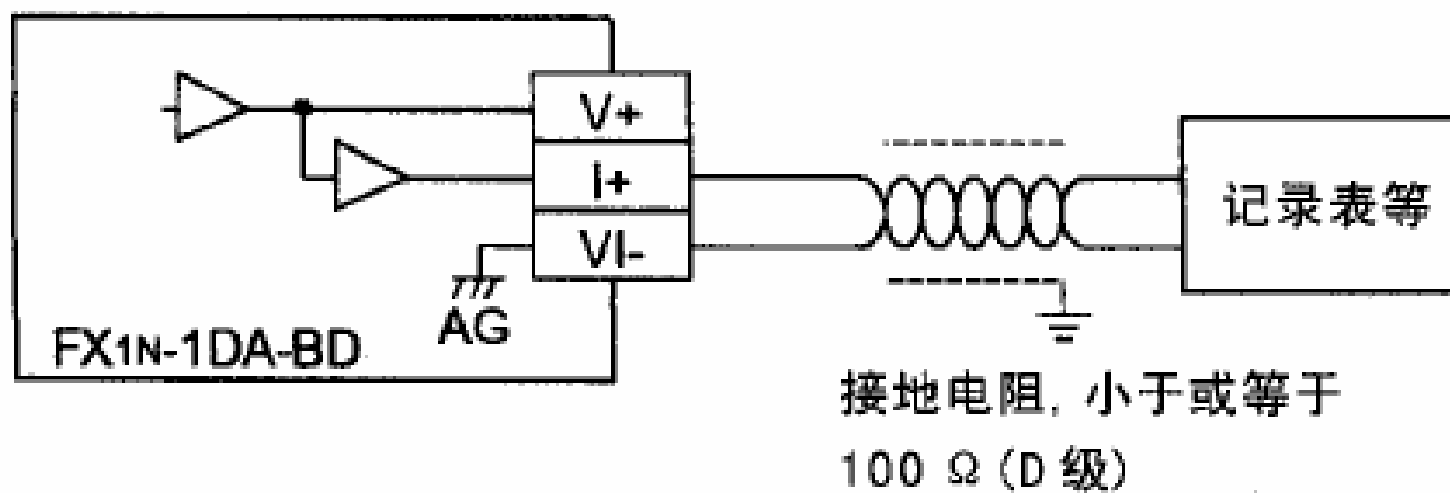 V+
I+
VI-
AG
FX1N-1DA-BD
记录表等
接地电阻, 小于或等于
100 Ω (D 级)